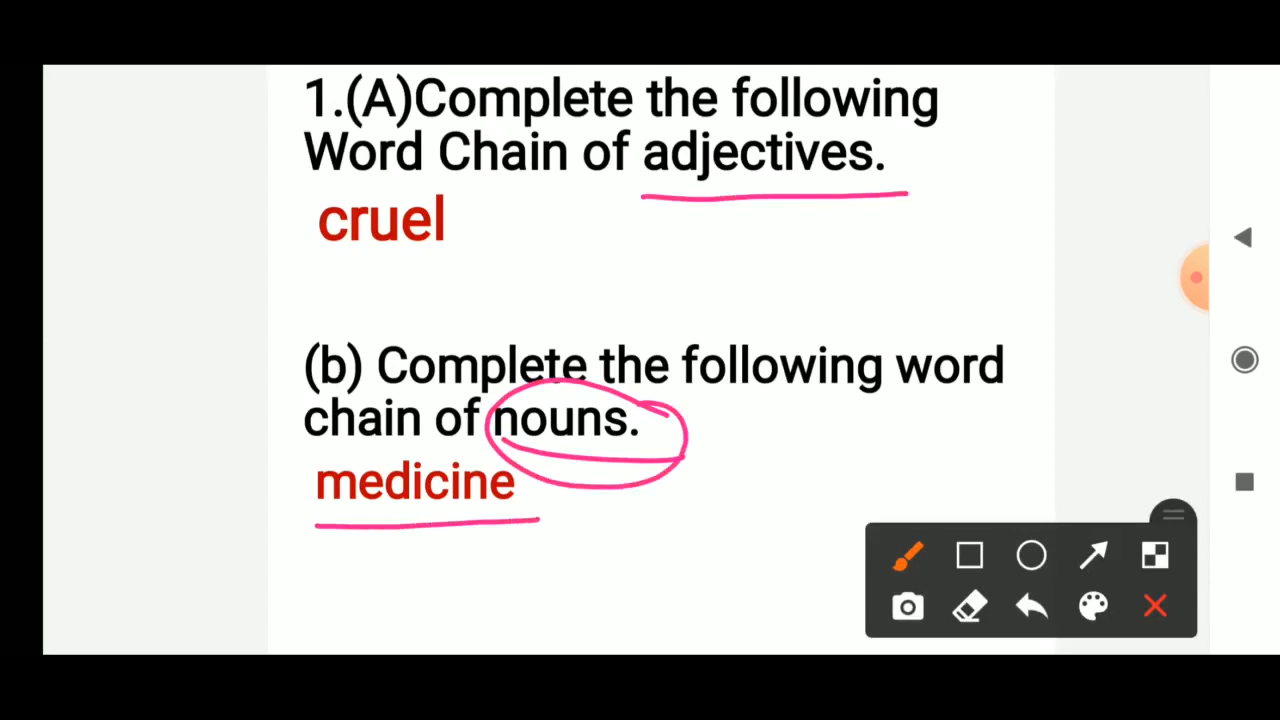 1.(A)Complete the following
Word Chain of adjectives.
cruel
(b) Complete the following word
chain of nouns.
medicine